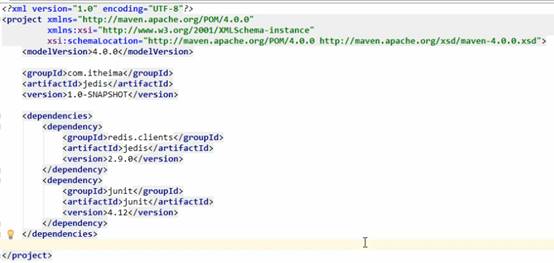 <?xml version="1.0" encoding="UTF-8"?>
<project xmlns="http://maven.apache.org/POM/4.0.0"
xmlns:xsi="http://www.w3.org/2001/XMLSchema-instance"
xsi:schemaLocation="http://maven.apache.org/POM/4.0.0 http://maven.apache.org/xsd/maven-4.0.0.xsd">
<modelVersion>4.0.0</modelVersion>
<groupId>com.itheima</groupId>
<artifactId>jedis</artifactId>
<version>1.0-SNAPSHOT</version>
<dependencies>
<dependency>
<groupId>redis.clients</groupId>
<artifactId>jedis</artifactId>
<version>2.9.0</version>
</dependency>
<dependency>
<groupId>junit</groupId>
<artifactId>junit</artifactId>
<version>4.12</version>
</dependency>
</dependencies>
</project>